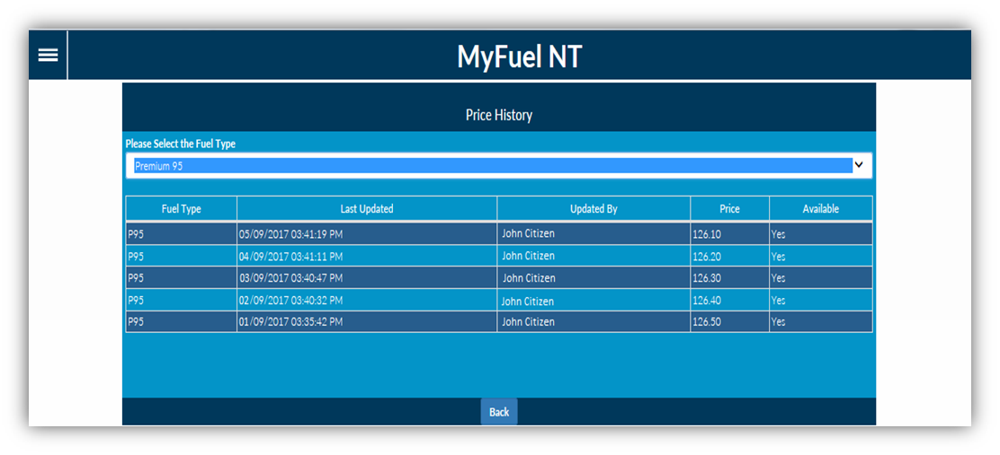 MyFuel NT
Price History
Please Select the Fuel Type
Premium 95
Fuel Type Last Updated Updated By Price Available
P95 05/09/2017 03:41:19 PM John Citizen 126.10 Yes
P95 04/09/2017 03:41:11 PM John Citizen 126.20 Yes
P95 03/09/2017 03:40:47 PM John Citizen 126.30 Yes
P95 02/09/2017 03:40:32 PM John Citizen 126.40 Yes
P95 01/09/2017 03:35:42 PM John Citizen 126.50 Yes
Back